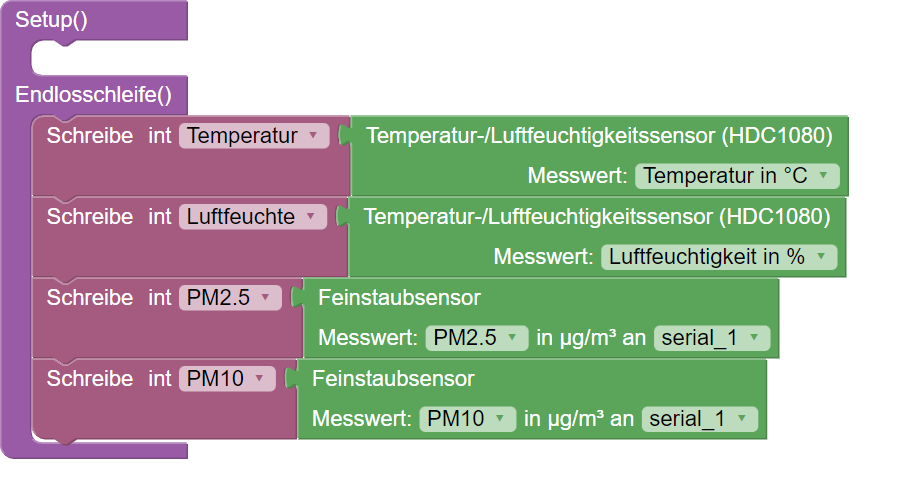 Setup()
Endlosschleife()
Schreibe int Temperatur Temperatur-/Luftfeuchtigkeitssensor (HDC1080)
Messwert: Temperatur in °C
Schreibe int Luftfeuchte Temperatur-/Luftfeuchtigkeitssensor (HDC1080)
Messwert: Luftfeuchtigkeit in %
Schreibe int PM2.5 Feinstaubsensor
Messwert: PM2.5 in µg/m³ an serial_1
Schreibe int PM10 Feinstaubsensor
Messwert: PM10 in µg/m³ an serial_1